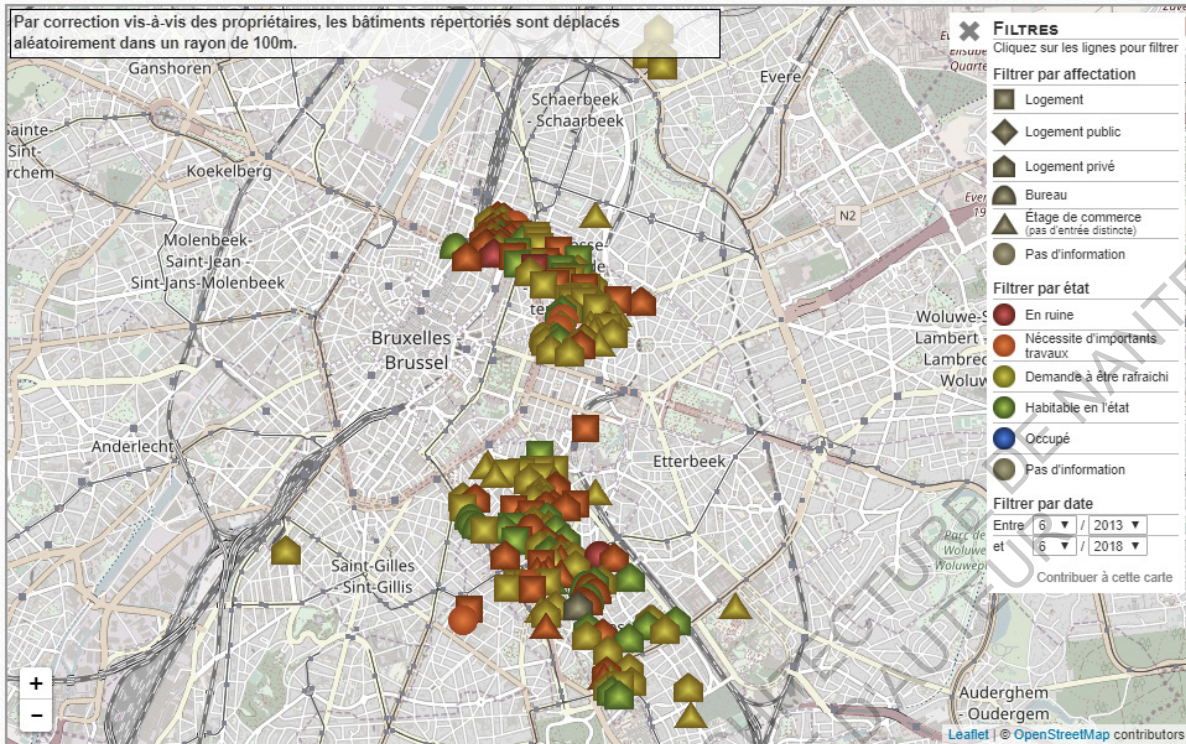 Par correction vis-à-vis des propriétaires, les bâtiments répertoriés sont déplacés
aléatoirement dans un rayon de 100m.
Ganshoren
Schaerbeek
- Schaarbeek
Evere
Koekelberg
Molenbeek-
Saint-Jean -
Sint-Jans-Molenbeek
N2
Bruxelles -
Brussel
Anderlecht
Etterbeek
Saint-Gilles
- Sint-Gillis
Woluwe-S
Lambert
Lambrec
Woluw
Auderghem
- Oudergem
+
−
FILTRES
Cliquez sur les lignes pour filtrer
Filtrer par affectation
Logement
Logement public
Logement privé
Bureau
Étage de commerce
(pas d'entrée distincte)
Pas d'information
Filtrer par état
En ruine
Nécessite d'importants
travaux
Demande à être rafraichi
Habitable en l'état
Occupé
Pas d'information
Filtrer par date
Entre 6 / 2013
et 6 / 2018
Contribuer à cette carte
Leaflet | © OpenStreetMap contributors